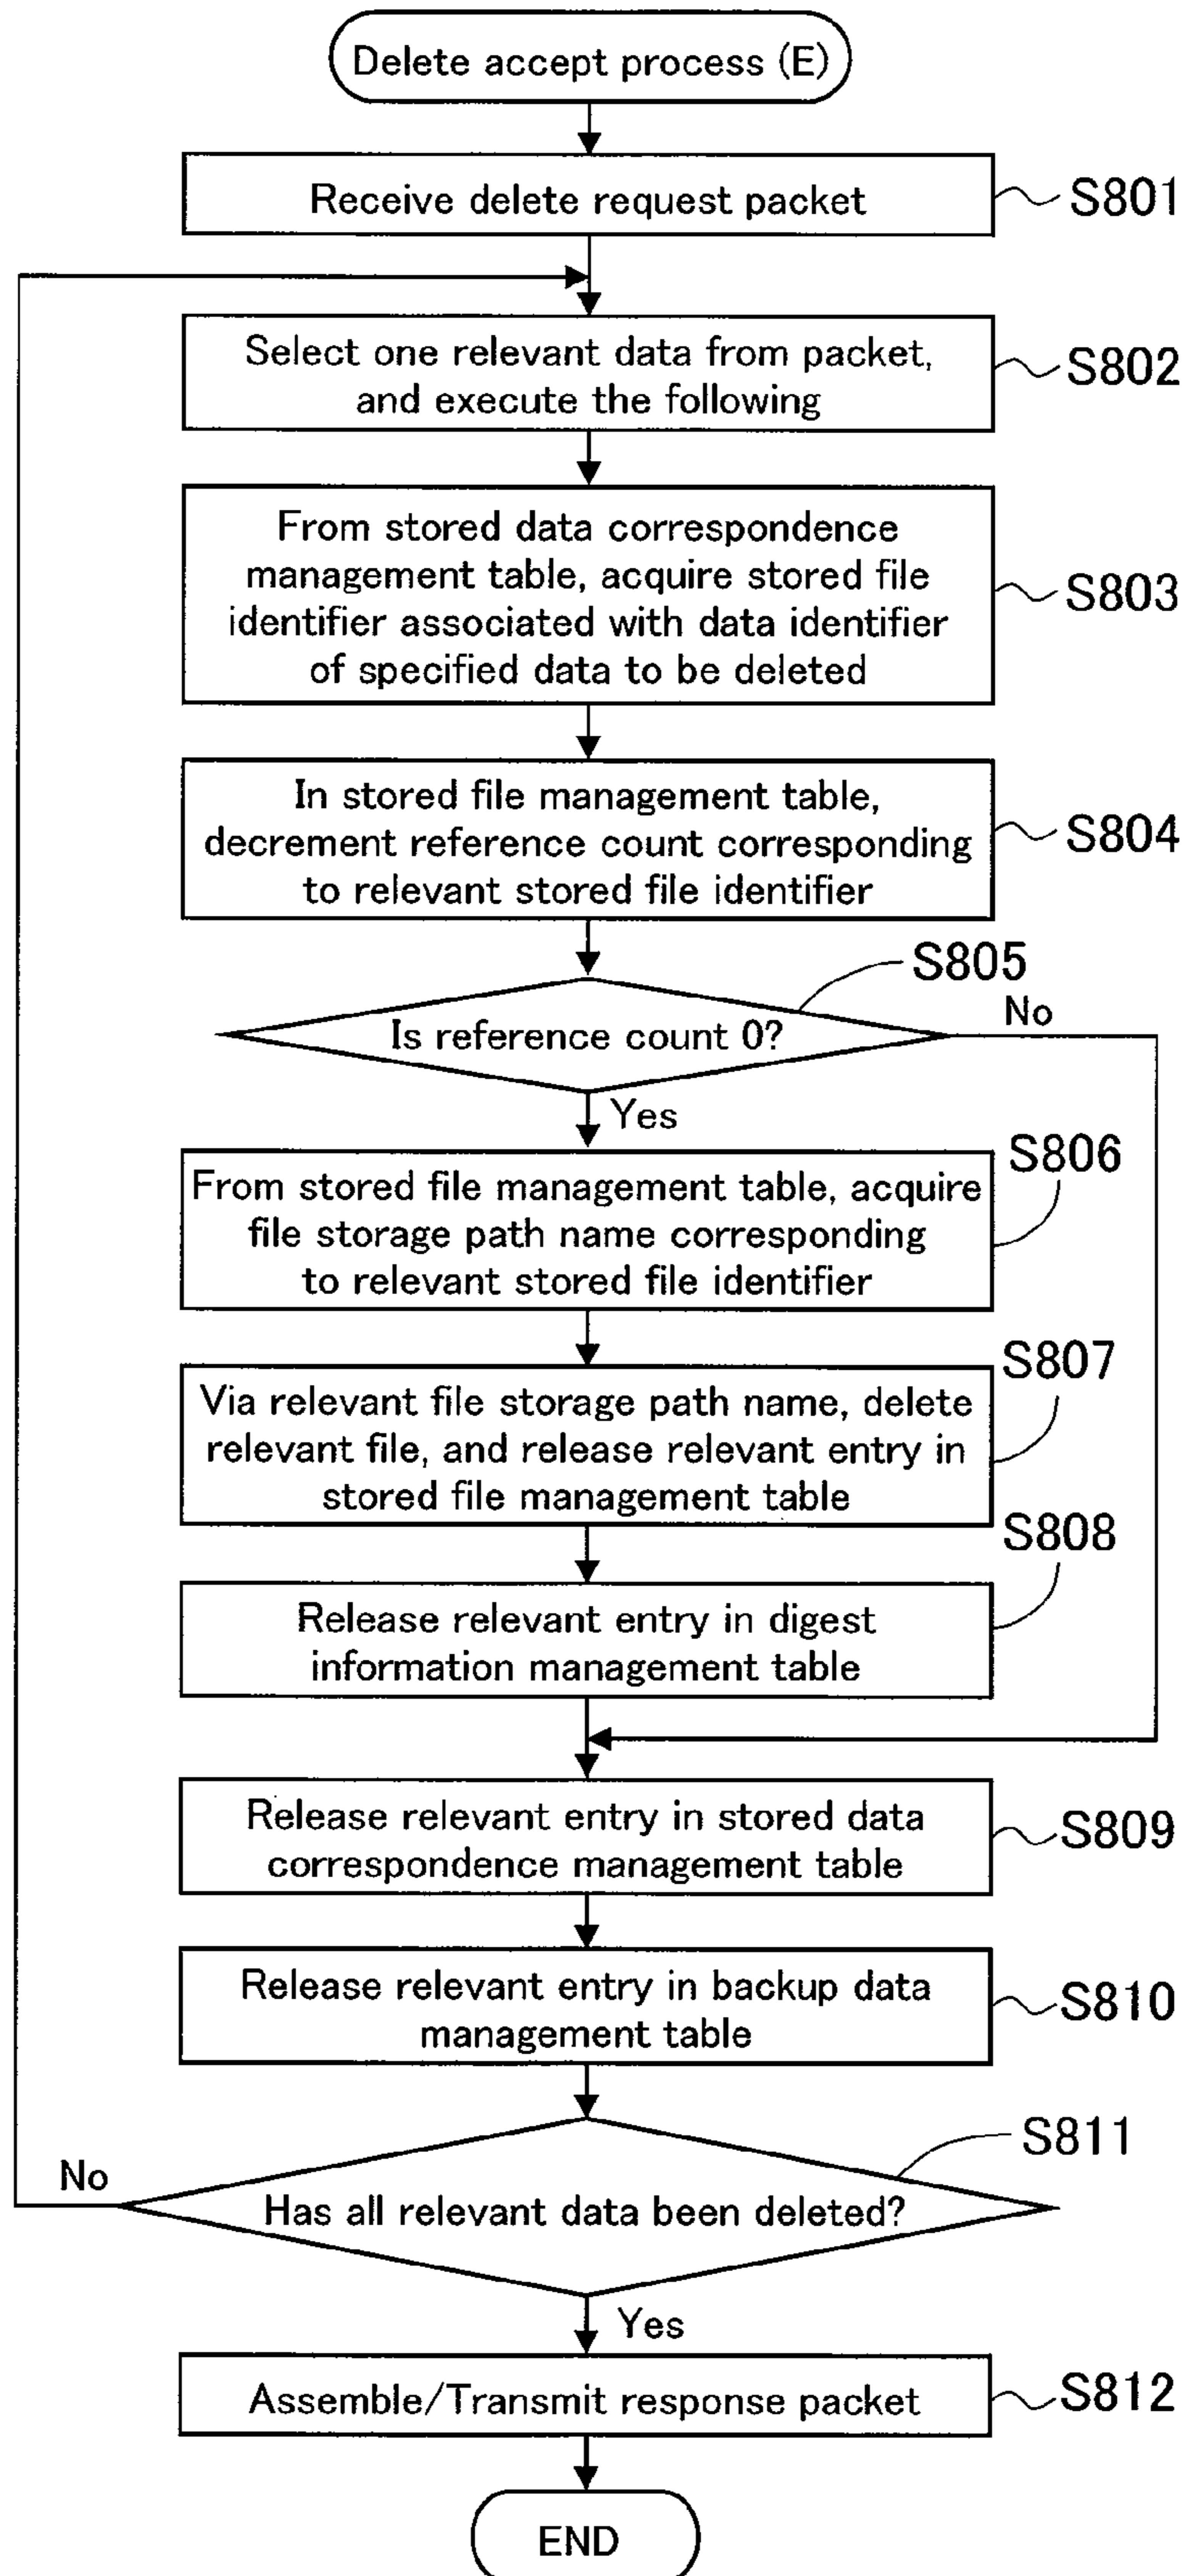 Delete accept process (E)
Receive delete request packet
S801
Select one relevant data from packet,
and execute the following
S802
From stored data correspondence
management table, acquire stored file
identifier associated with data identifier
of specified data to be deleted
S803
In stored file management table,
decrement reference count corresponding
to relevant stored file identifier
S804
S805
Is reference count 0?
No
Yes
S806
From stored file management table, acquire
file storage path name corresponding
to relevant stored file identifier
S807
Via relevant file storage path name, delete
relevant file, and release relevant entry in
stored file management table
S808
Release relevant entry in digest
information management table
Release relevant entry in stored data
correspondence management table
S809
Release relevant entry in backup data
management table
S810
S811
No
Has all relevant data been deleted?
Yes
Assemble/Transmit response packet
S812
END